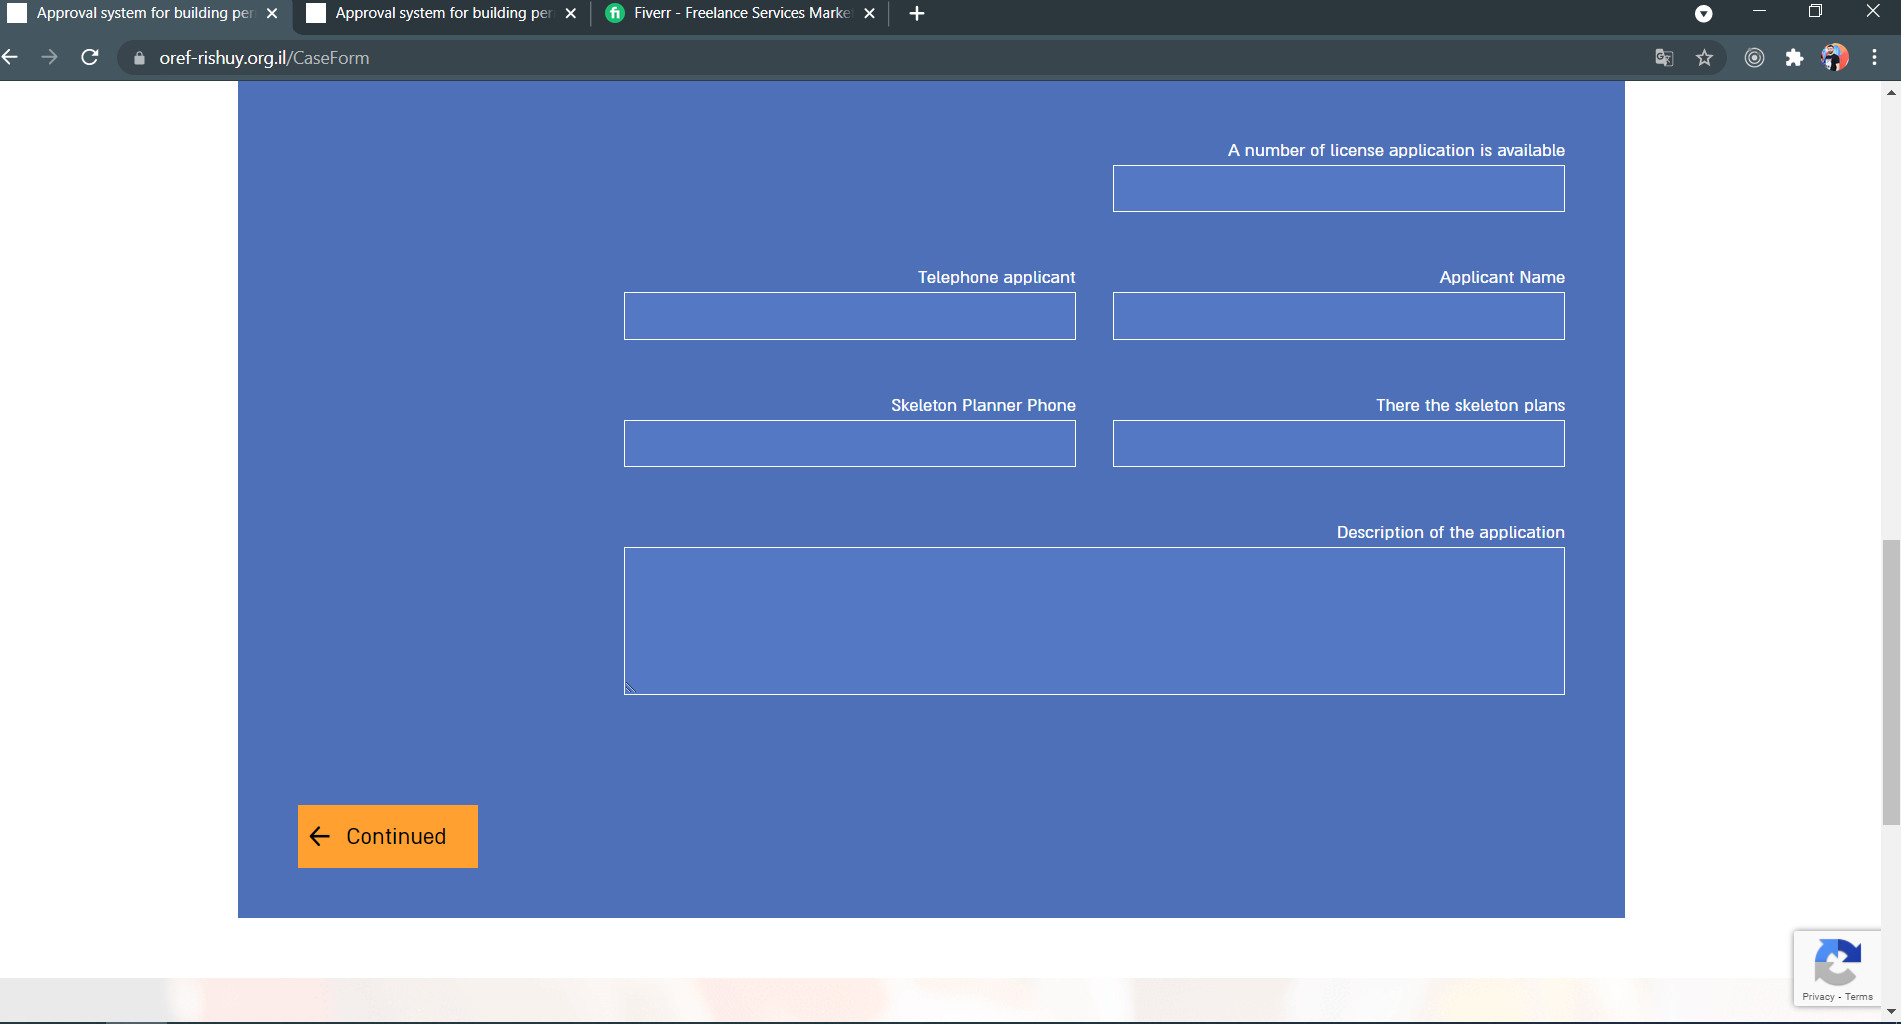 Approval system for building per
Approval system for building per
fi Fiverr - Freelance Services Marke
oref-rishuy.org.il/CaseForm
A number of license application is available
Telephone applicant
Applicant Name
Skeleton Planner Phone
There the skeleton plans
Description of the application
Continued
Privacy - Terms